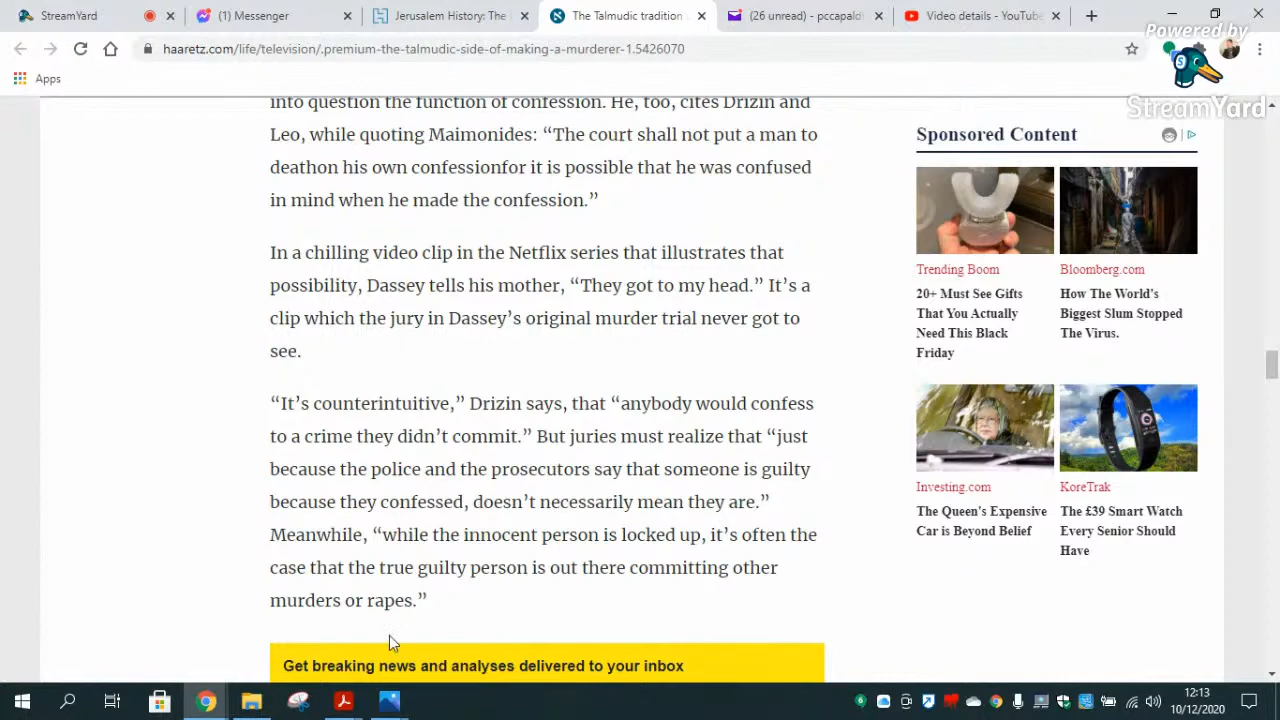 StreamYard
(1) Messenger
Jerusalem History: The
The Talmudic tradition
(26 unread) - pccapaldi
Video details - YouTube
Powered by
StreamYard
haaretz.com/life/television/.premium-the-talmudic-side-of-making-a-murderer-1.5426070
Apps
into question the function of confession. He, too, cites Drizin and
Leo, while quoting Maimonides: “The court shall not put a man to
deathon his own confessionfor it is possible that he was confused
in mind when he made the confession.”
In a chilling video clip in the Netflix series that illustrates that
possibility, Dassey tells his mother, “They got to my head.” It’s a
clip which the jury in Dassey’s original murder trial never got to
see.
“It’s counterintuitive,” Drizin says, that “anybody would confess
to a crime they didn’t commit.” But juries must realize that “just
because the police and the prosecutors say that someone is guilty
because they confessed, doesn’t necessarily mean they are.”
Meanwhile, “while the innocent person is locked up, it’s often the
case that the true guilty person is out there committing other
murders or rapes.”
Get breaking news and analyses delivered to your inbox
Sponsored Content
Trending Boom
20+ Must See Gifts
That You Actually
Need This Black
Friday
Bloomberg.com
How The World's
Biggest Slum Stopped
The Virus.
Investing.com
The Queen's Expensive
Car is Beyond Belief
KoreTrak
The £39 Smart Watch
Every Senior Should
Have
12:13
10/12/2020